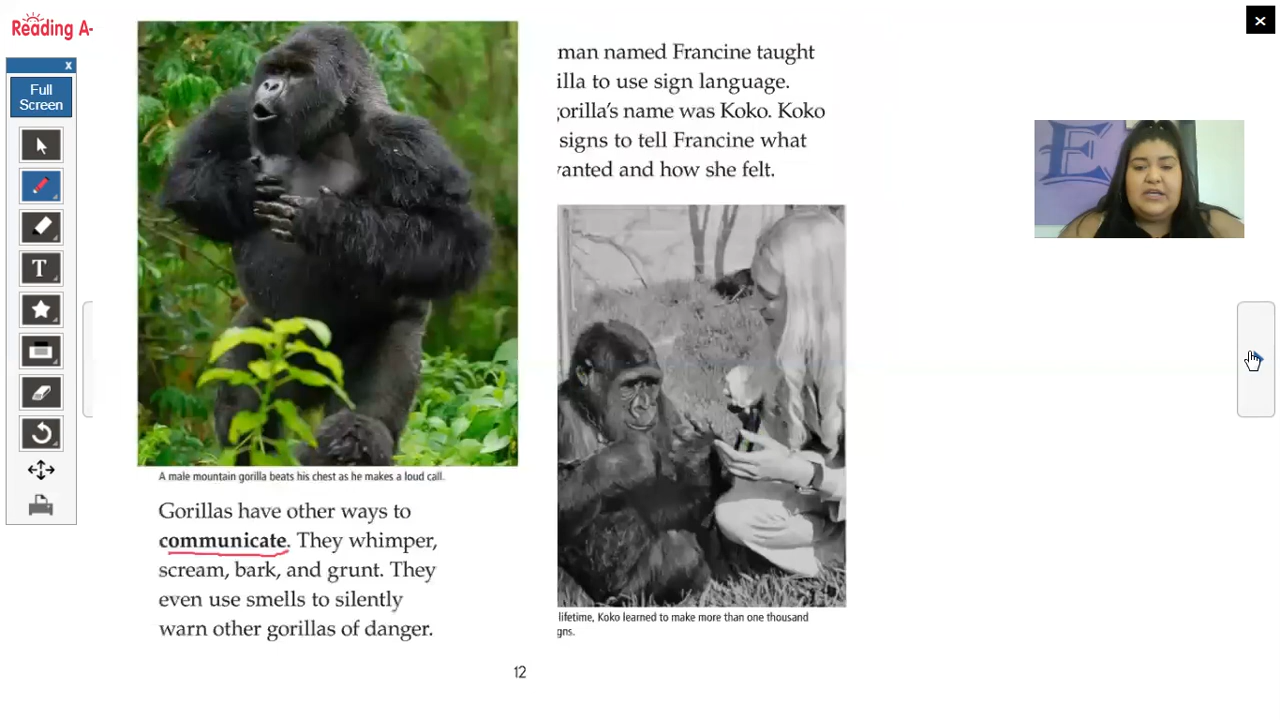 Reading A-
x
Full
Screen
T
A male mountain gorilla beats his chest as he makes a loud call.
Gorillas have other ways to
communicate. They whimper,
scream, bark, and grunt. They
even use smells to silently
warn other gorillas of danger.
man named Francine taught
illa to use sign language.
gorilla's name was Koko. Koko
signs to tell Francine what
anted and how she felt.
lifetime, Koko learned to make more than one thousand
gns.
12
E